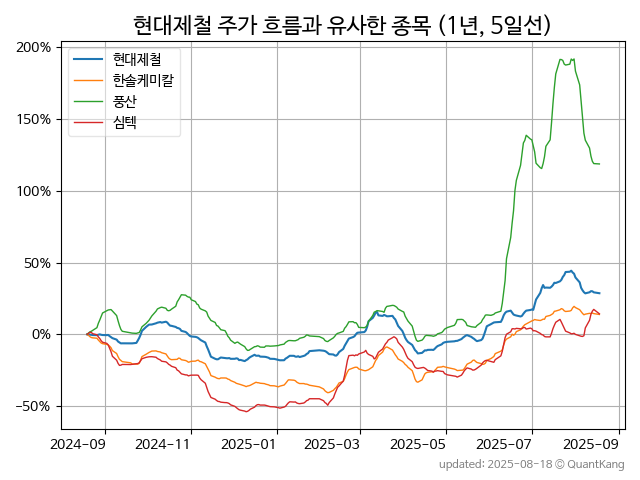 현대제철 주가 흐름과 유사한 종목 (1년, 5일선)
현대제철
한솔케미칼
풍산
심텍
200%
150%
100%
50%
0%
−50%
2024−09
2024−11
2025−01
2025−03
2025−05
2025−07
2025−09
updated: 2025-08-18 © QuantKang